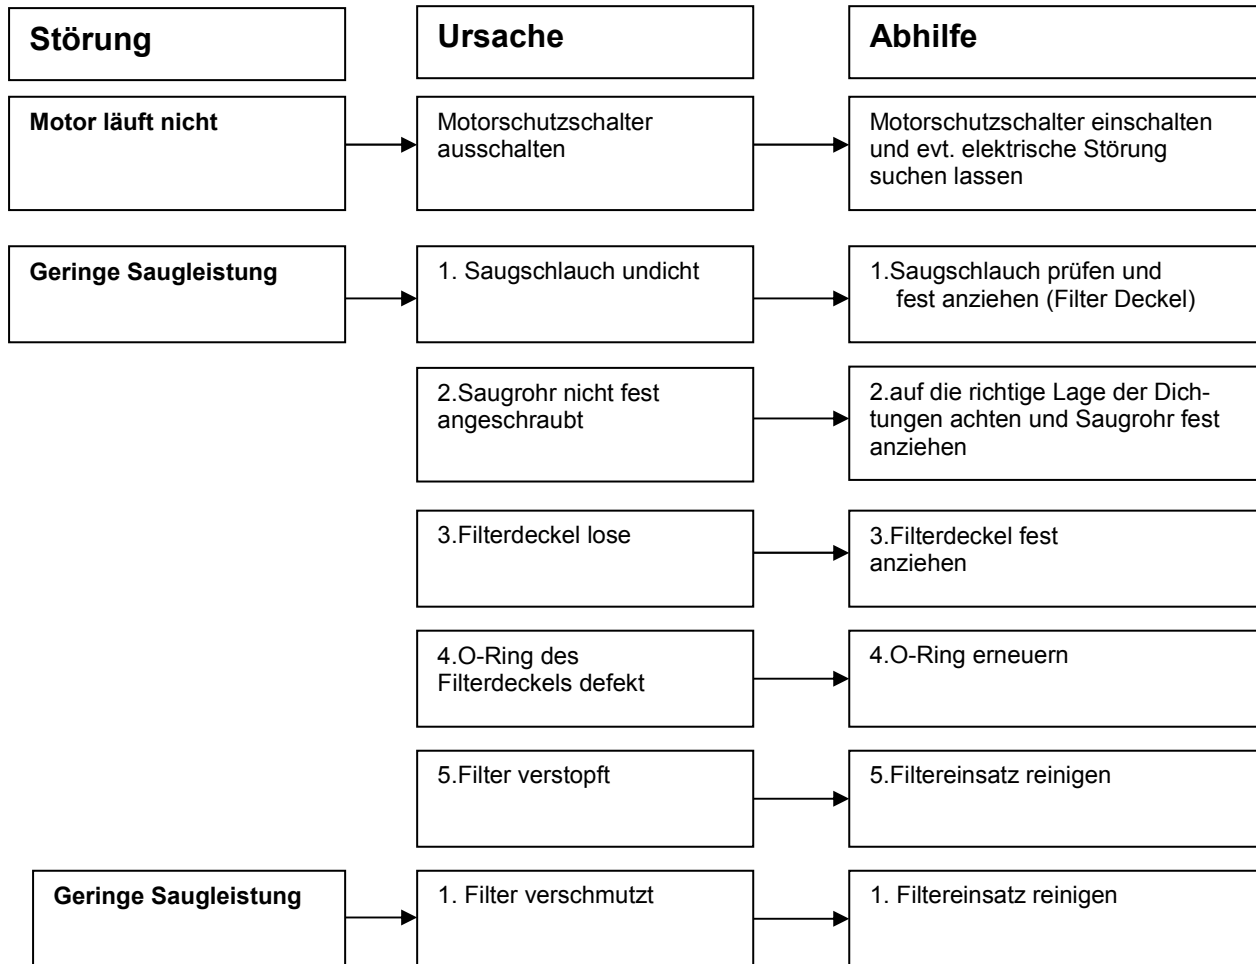 Störung
Ursache
Abhilfe
Motor läuft nicht
Motorschutzschalter
ausschalten
Motorschutzschalter einschalten
und evt. elektrische Störung
suchen lassen
Geringe Saugleistung
1. Saugschlauch undicht
1.Saugschlauch prüfen und
fest anziehen (Filter Deckel)
2.Saugrohr nicht fest
angeschraubt
2.auf die richtige Lage der Dich-
tungen achten und Saugrohr fest
anziehen
3.Filterdeckel lose
3.Filterdeckel fest
anziehen
4.O-Ring des
Filterdeckels defekt
4.O-Ring erneuern
5.Filter verstopft
5.Filtereinsatz reinigen
Geringe Saugleistung
1. Filter verschmutzt
1. Filtereinsatz reinigen